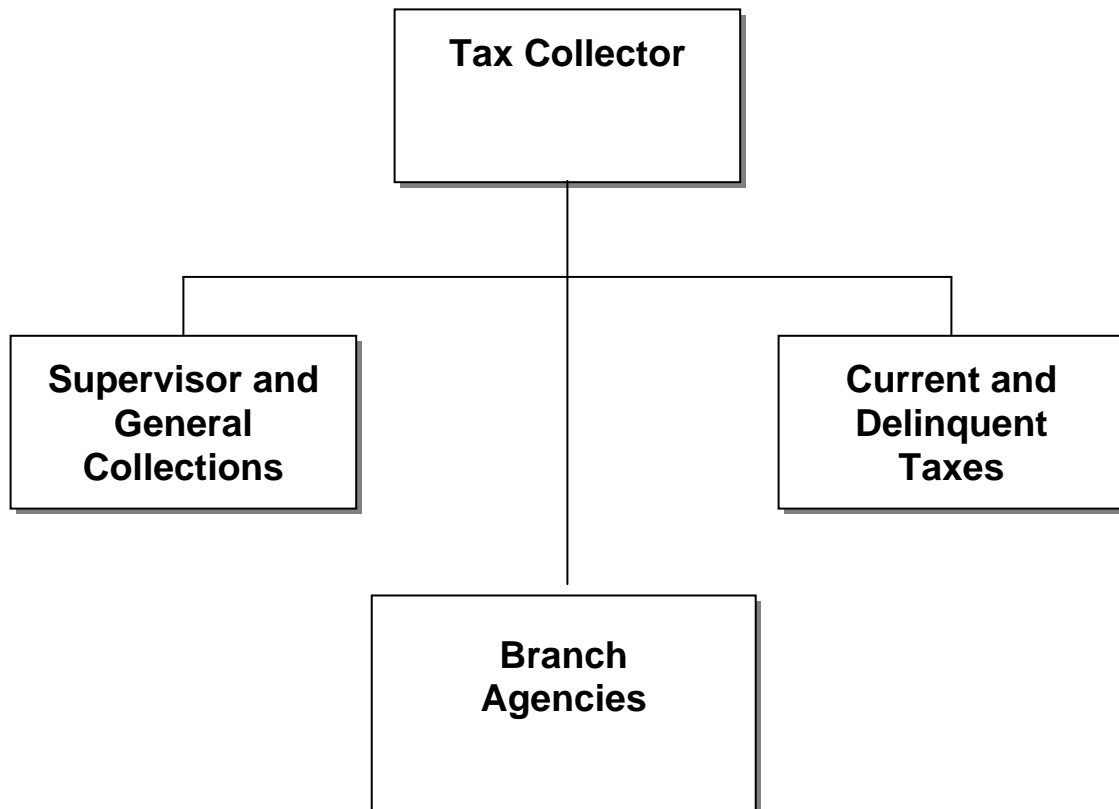 Tax Collector
Supervisor and
General
Collections
Current and
Delinquent
Taxes
Branch
Agencies